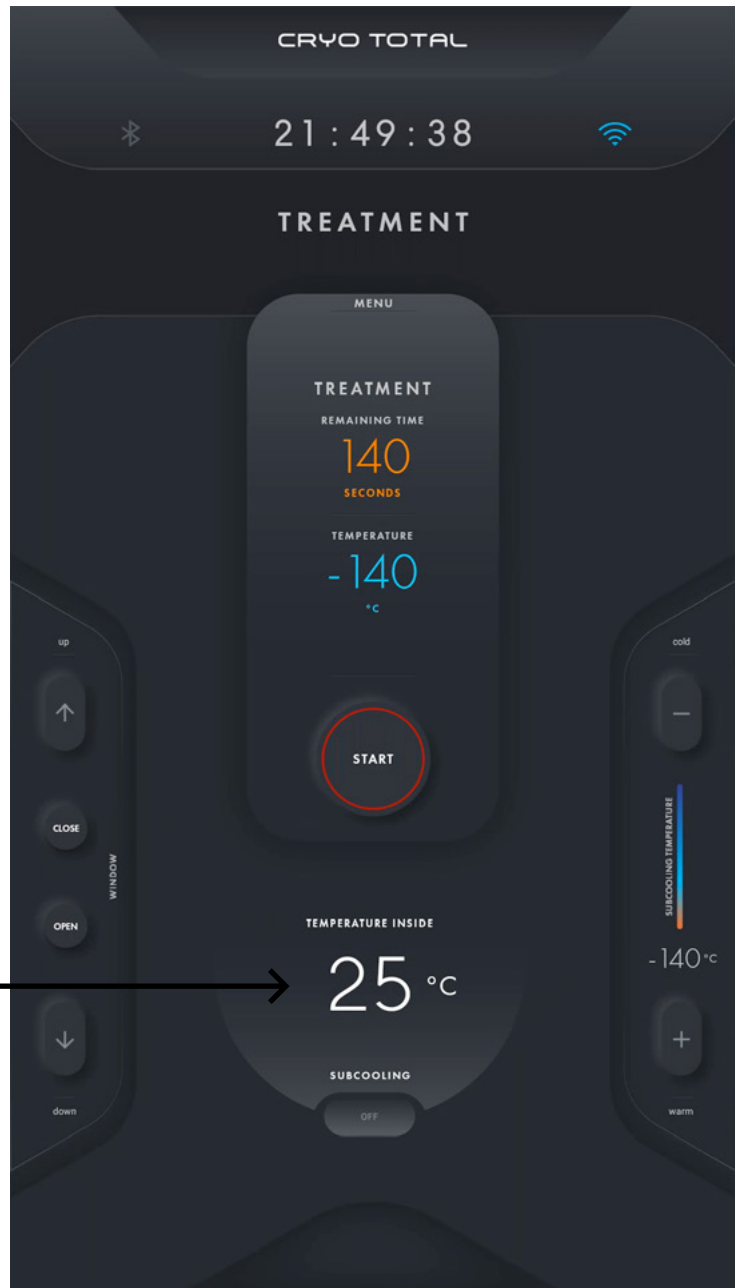 CRYO TOTAL
21:49:38
TREATMENT
MENU
TREATMENT
REMAINING TIME
140
SECONDS
TEMPERATURE
-140
°C
START
up
CLOSE
OPEN
WINDOW
down
cold
SUBCOOLING TEMPERATURE
-140°C
warm
TEMPERATURE INSIDE
25 °C
SUBCOOLING
OFF